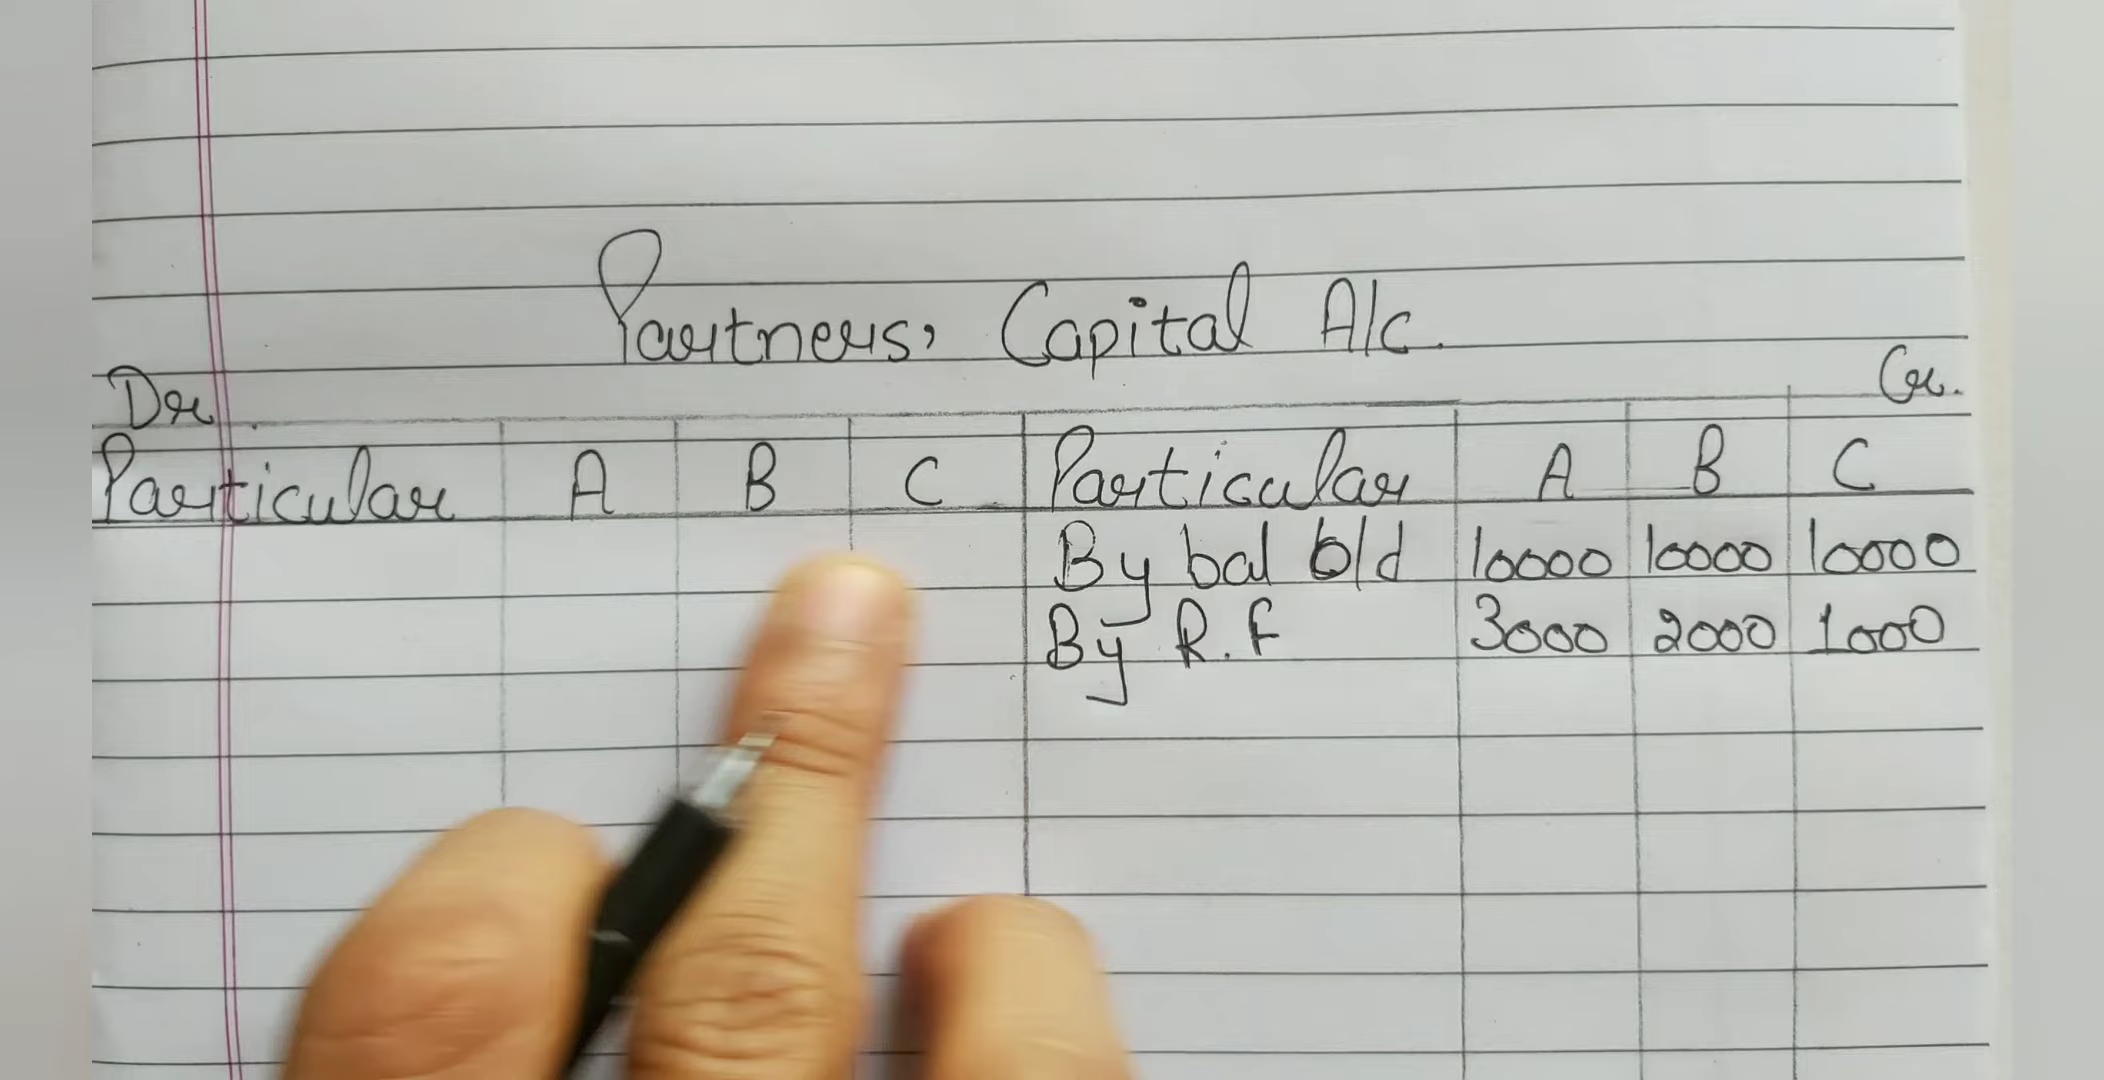 Partners' Capital A/c.
Dr. Cr.
Particular A B C Particular A B C
By bal b/d 10000 10000 10000
By R.F 3000 2000 1000